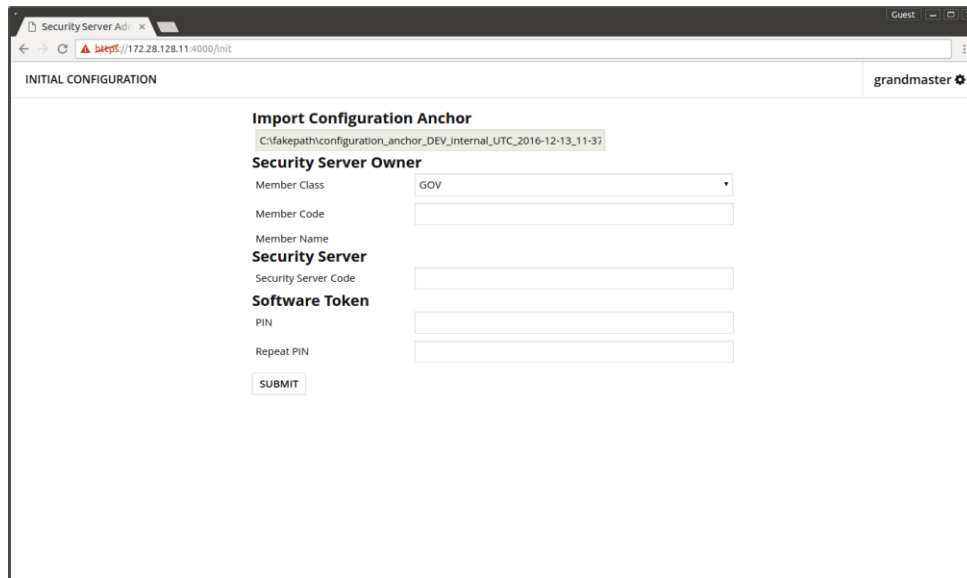 Guest
Security Server Adn
https://172.28.128.11:4000/init
INITIAL CONFIGURATION
grandmaster
Import Configuration Anchor
C:\fakepath\configuration_anchor_DEV_internal_UTC_2016-12-13_11-37
Security Server Owner
Member Class GOV
Member Code
Member Name
Security Server
Security Server Code
Software Token
PIN
Repeat PIN
SUBMIT